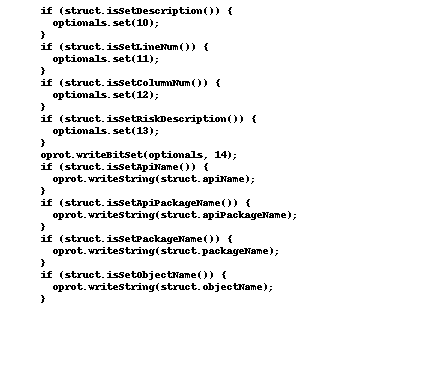 if (struct.isSetDescription()) {
optionals.set(10);
}
if (struct.isSetLineNum()) {
optionals.set(11);
}
if (struct.isSetColumnNum()) {
optionals.set(12);
}
if (struct.isSetRiskDescription()) {
optionals.set(13);
}
oprot.writeBitSet(optionals, 14);
if (struct.isSetApiName()) {
oprot.writeString(struct.apiName);
}
if (struct.isSetApiPackageName()) {
oprot.writeString(struct.apiPackageName);
}
if (struct.isSetPackageName()) {
oprot.writeString(struct.packageName);
}
if (struct.isSetObjectName()) {
oprot.writeString(struct.objectName);
}